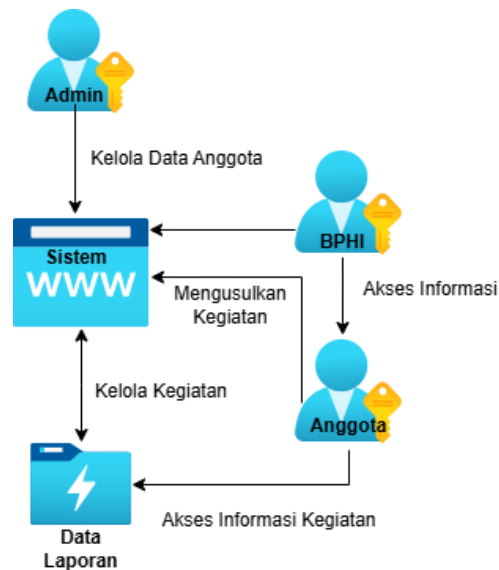 Admin
Kelola Data Anggota
BPHI
Sistem
WWW
Mengusulkan
Kegiatan
Akses Informasi
Kelola Kegiatan
Anggota
Akses Informasi Kegiatan
Data
Laporan